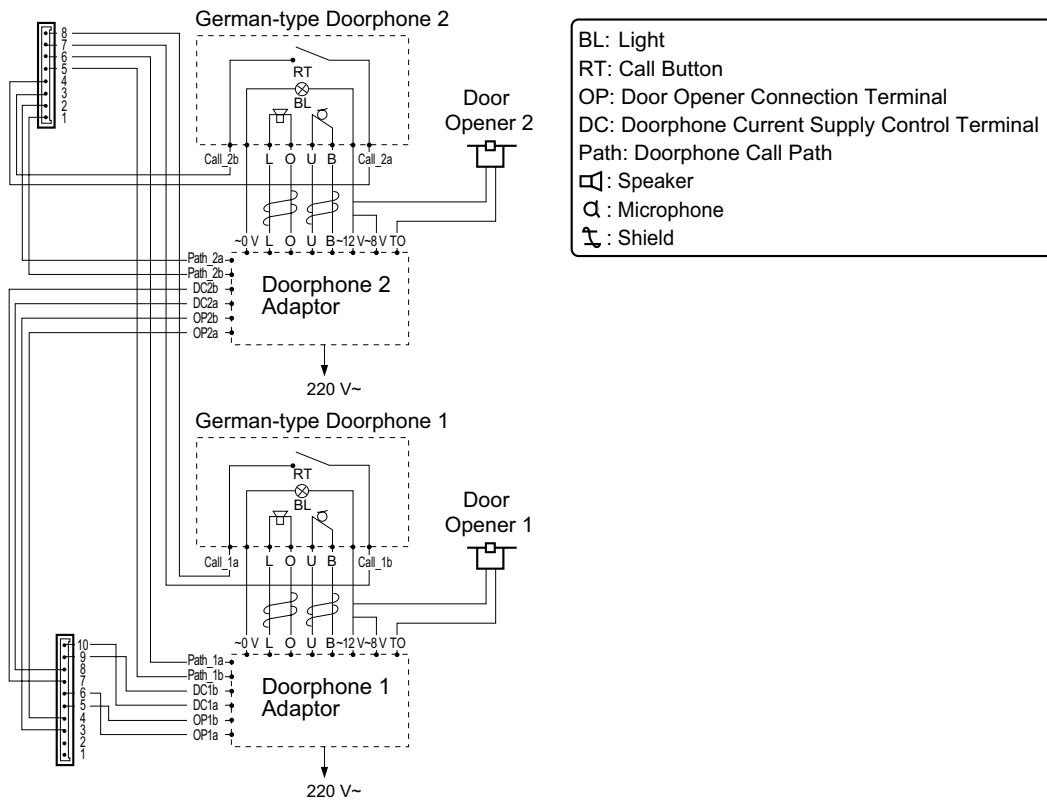 German-type Doorphone 2
8
7
6
5
4
3
2
1
RT
BL
Door
Opener 2
Call_2b L O U B Call_2a
~0 V L O U B ~12 V ~8 V TO
Path_2a
Path_2b
DC2b
DC2a
OP2b
OP2a
Doorphone 2
Adaptor
220 V~
German-type Doorphone 1
RT
BL
Door
Opener 1
Call_1a L O U B Call_1b
~0 V L O U B ~12 V ~8 V TO
10
9
8
7
6
5
4
3
2
1
Path_1a
Path_1b
DC1b
DC1a
OP1b
OP1a
Doorphone 1
Adaptor
220 V~
BL: Light
RT: Call Button
OP: Door Opener Connection Terminal
DC: Doorphone Current Supply Control Terminal
Path: Doorphone Call Path
: Speaker
: Microphone
: Shield